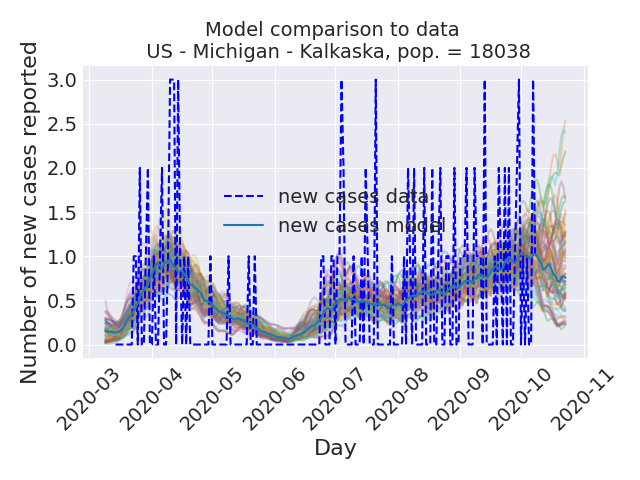 Model comparison to data
US - Michigan - Kalkaska, pop. = 18038
Number of new cases reported
3.0
2.5
2.0
1.5
1.0
0.5
0.0
new cases data
new cases model
2020-03
2020-04
2020-05
2020-06
2020-07
2020-08
2020-09
2020-10
2020-11
Day